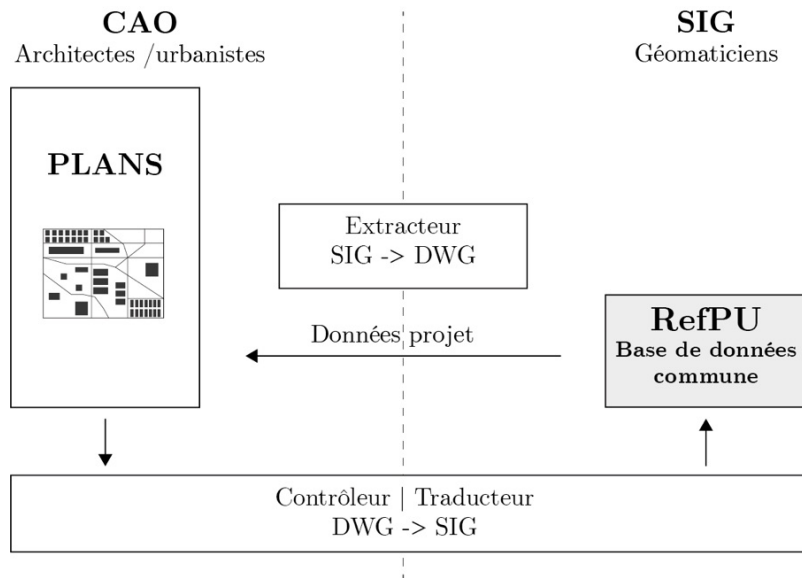 CAO
Architectes /urbanistes
SIG
Géomaticiens
PLANS
Extracteur
SIG -> DWG
Données projet
RefPU
Base de données
commune
Contrôleur | Traducteur
DWG -> SIG